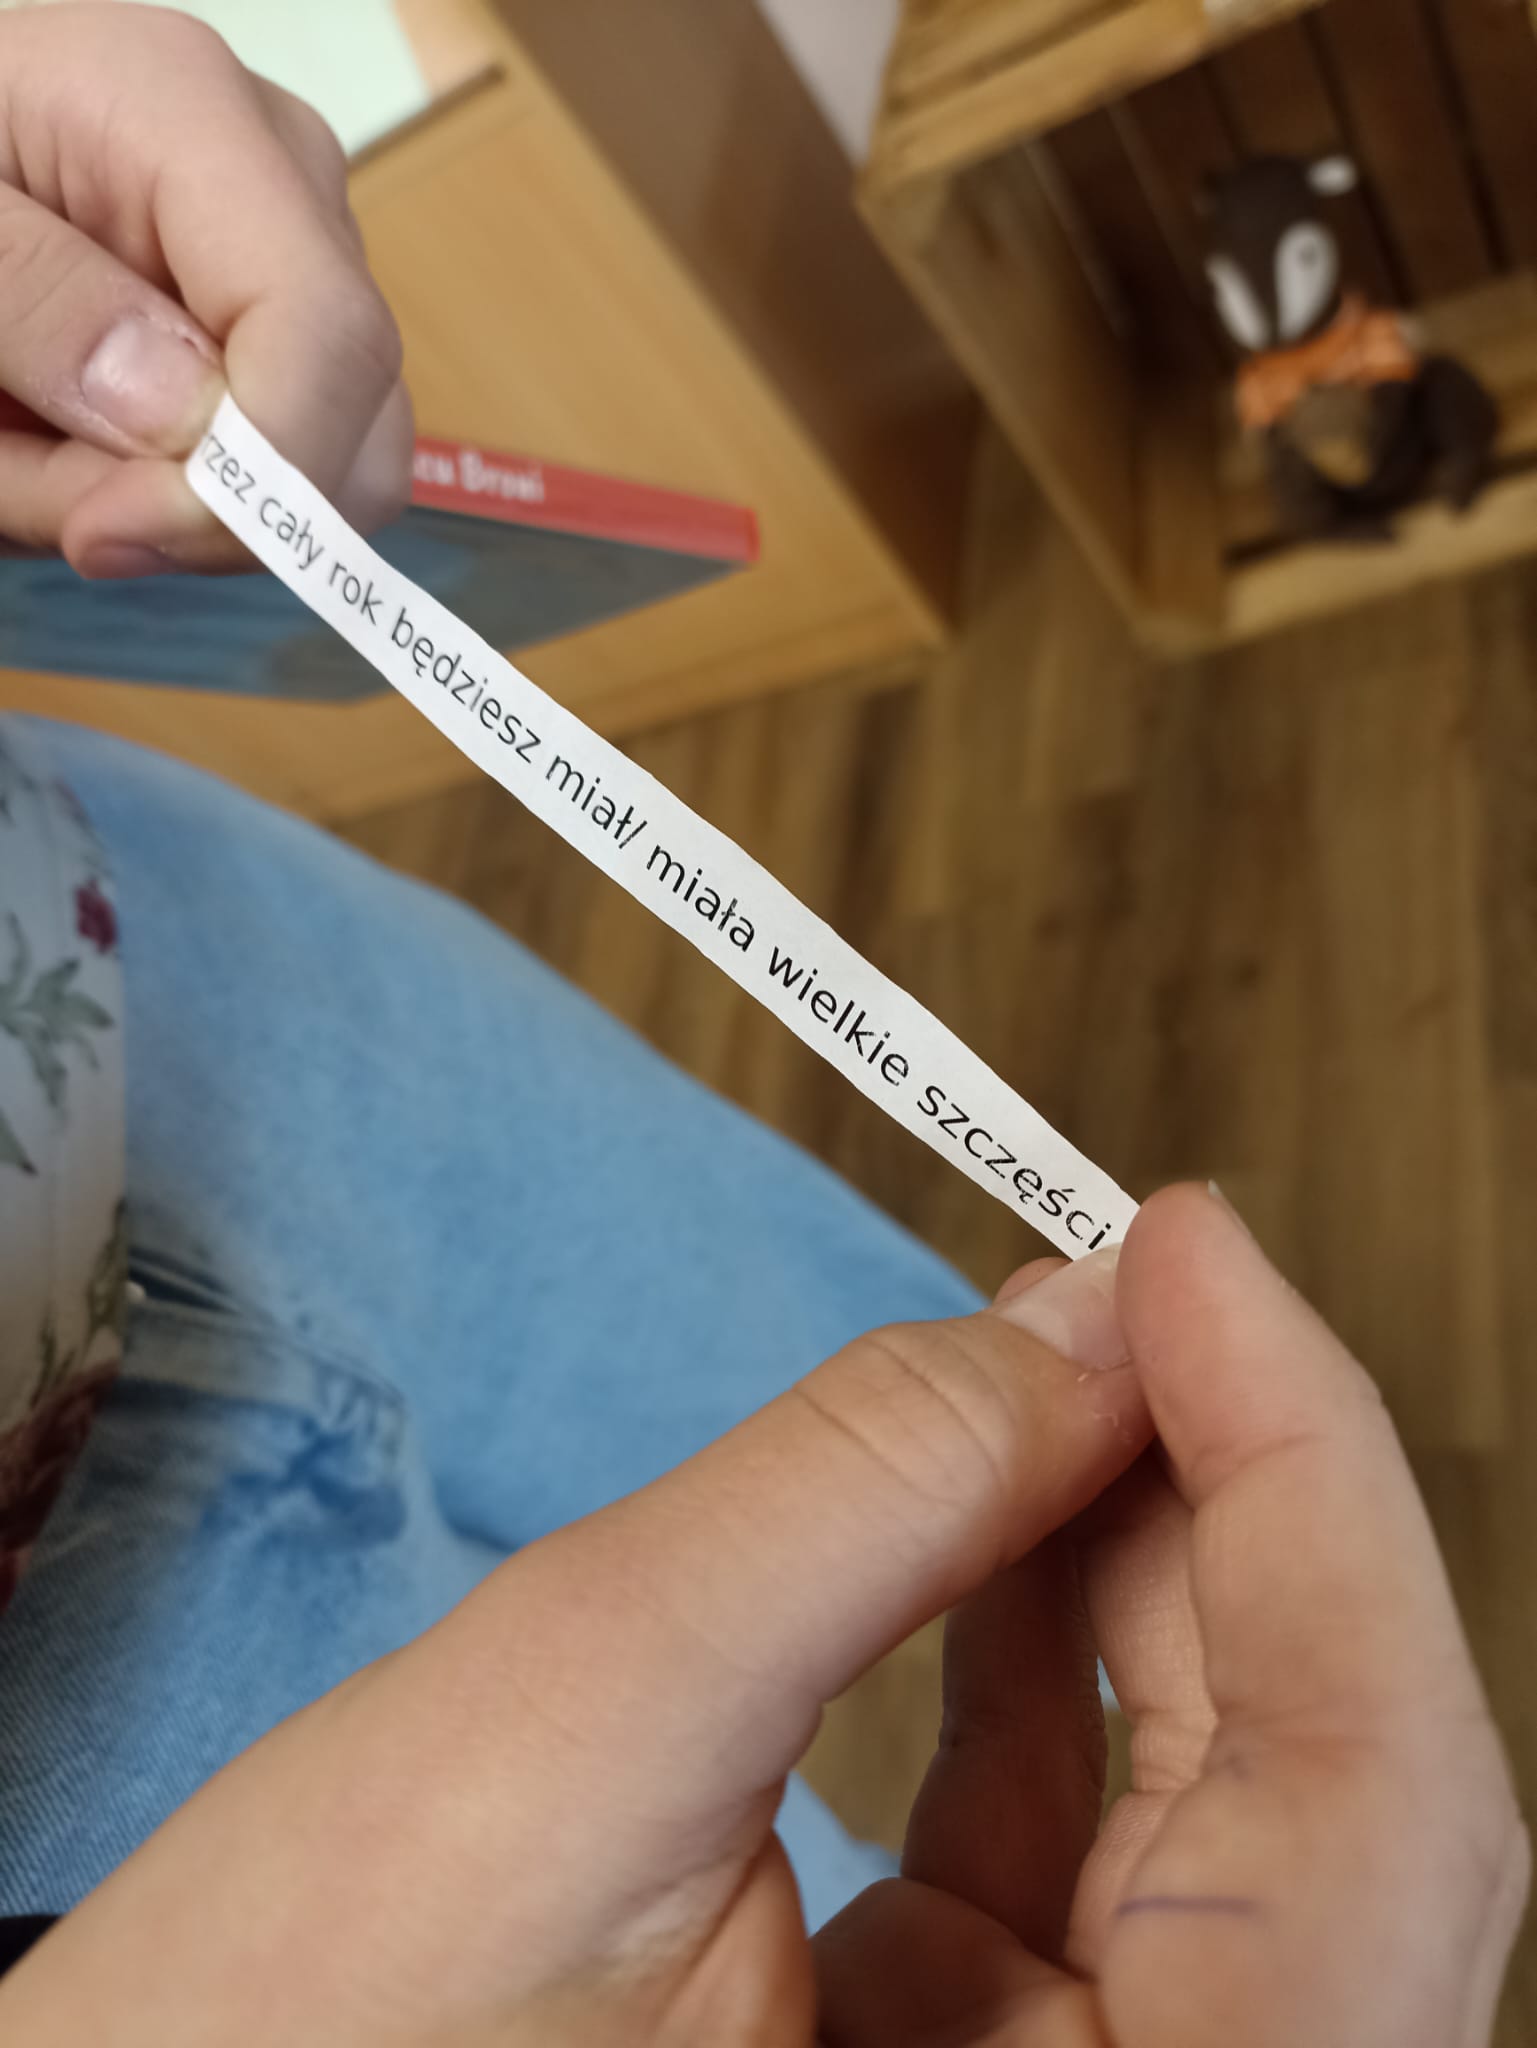 rzez cały rok będziesz miał/ miała wielkie szczęści